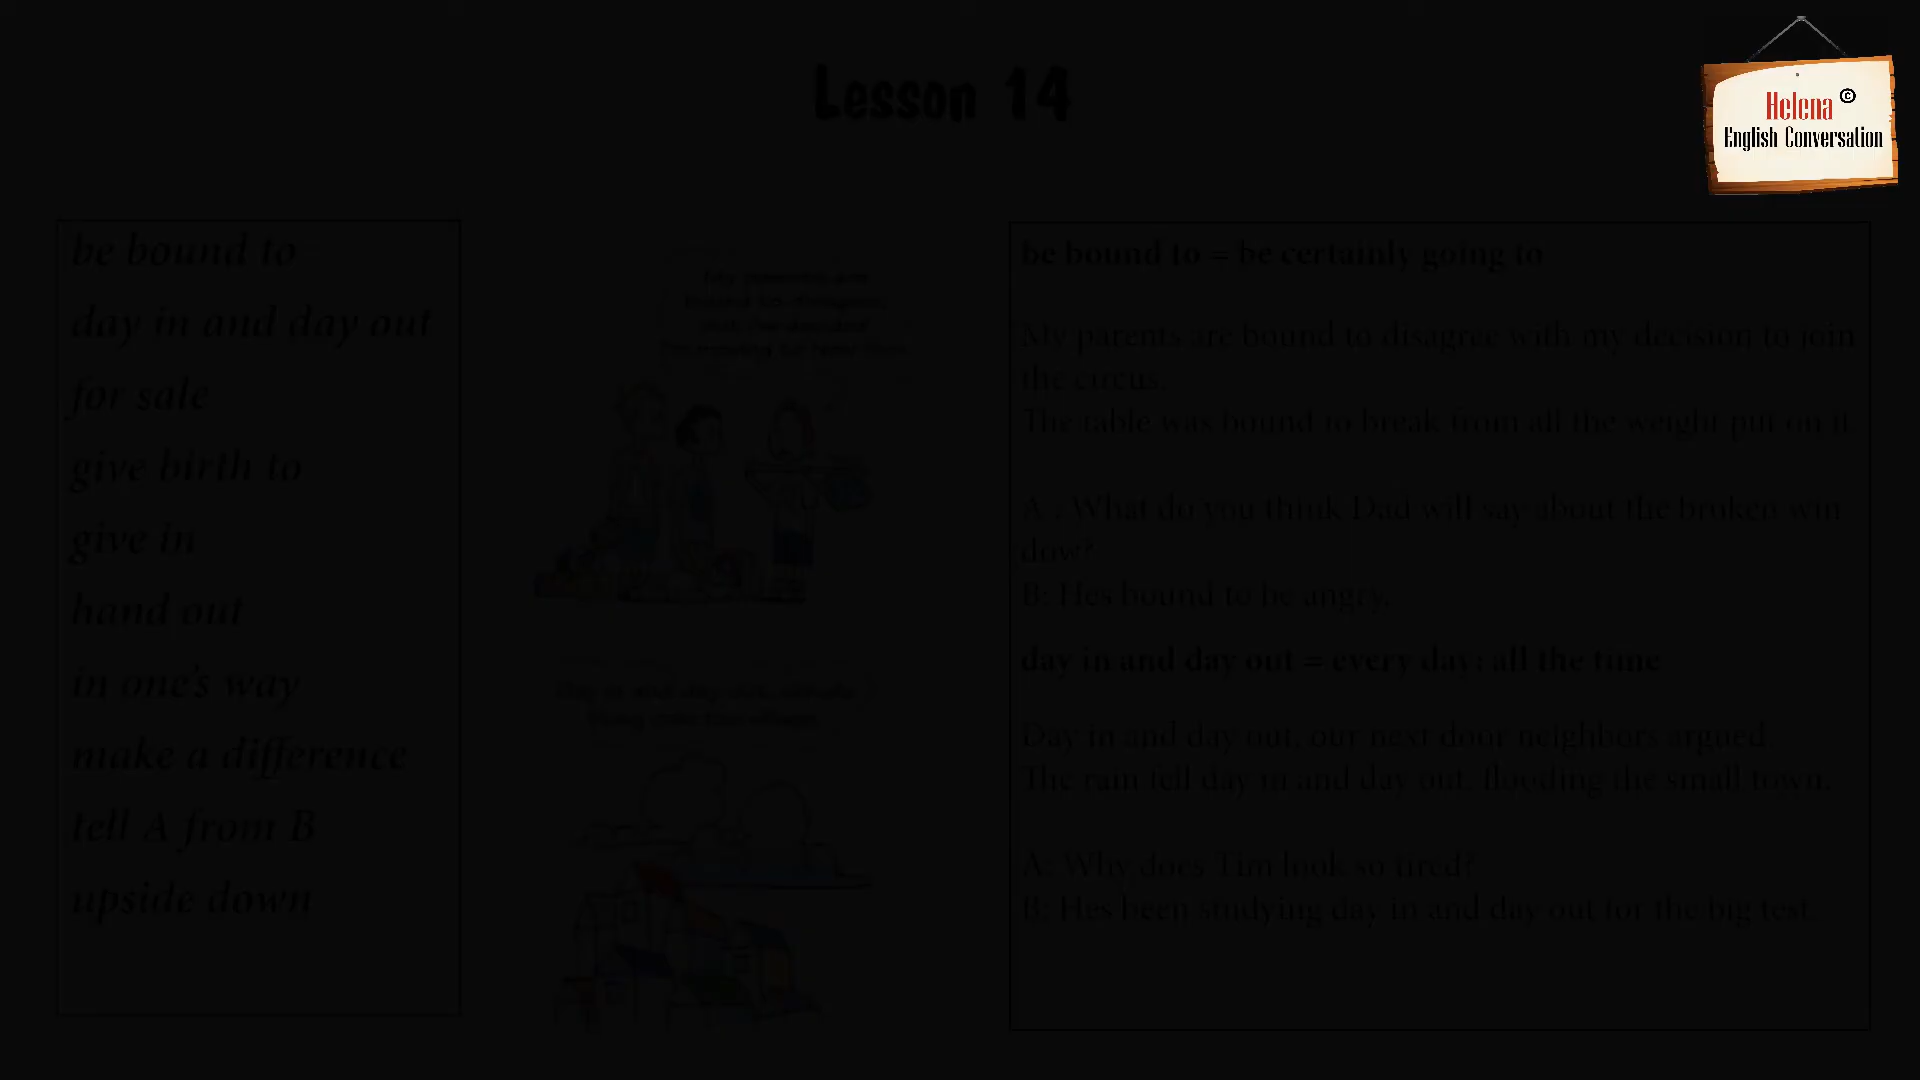 Lesson 14
Helena ©
English Conversation
be bound to
day in and day out
for sale
give birth to
give in
hand out
in one's way
make a difference
tell A from B
upside down
be bound to = be certainly going to
My parents are bound to disagree with my decision to join
the circus.
The table was bound to break from all the weight put on it
A : What do you think Dad will say about the broken win
dow?
B: Hes bound to be angry.
day in and day out = every day; all the time
Day in and day out, our next door neighbors argued.
The rain fell day in and day out, flooding the small town.
A: Why does Tim look so tired?
B: Hes been studying day in and day out for the big test.